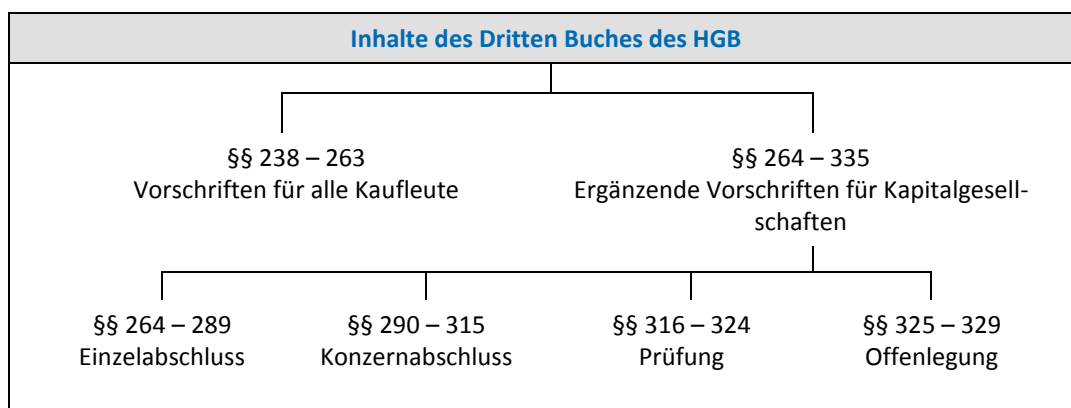 Inhalte des Dritten Buches des HGB
§§ 238 – 263
Vorschriften für alle Kaufleute
§§ 264 – 335
Ergänzende Vorschriften für Kapitalgesell-
schaften
§§ 264 – 289
Einzelabschluss
§§ 290 – 315
Konzernabschluss
§§ 316 – 324
Prüfung
§§ 325 – 329
Offenlegung